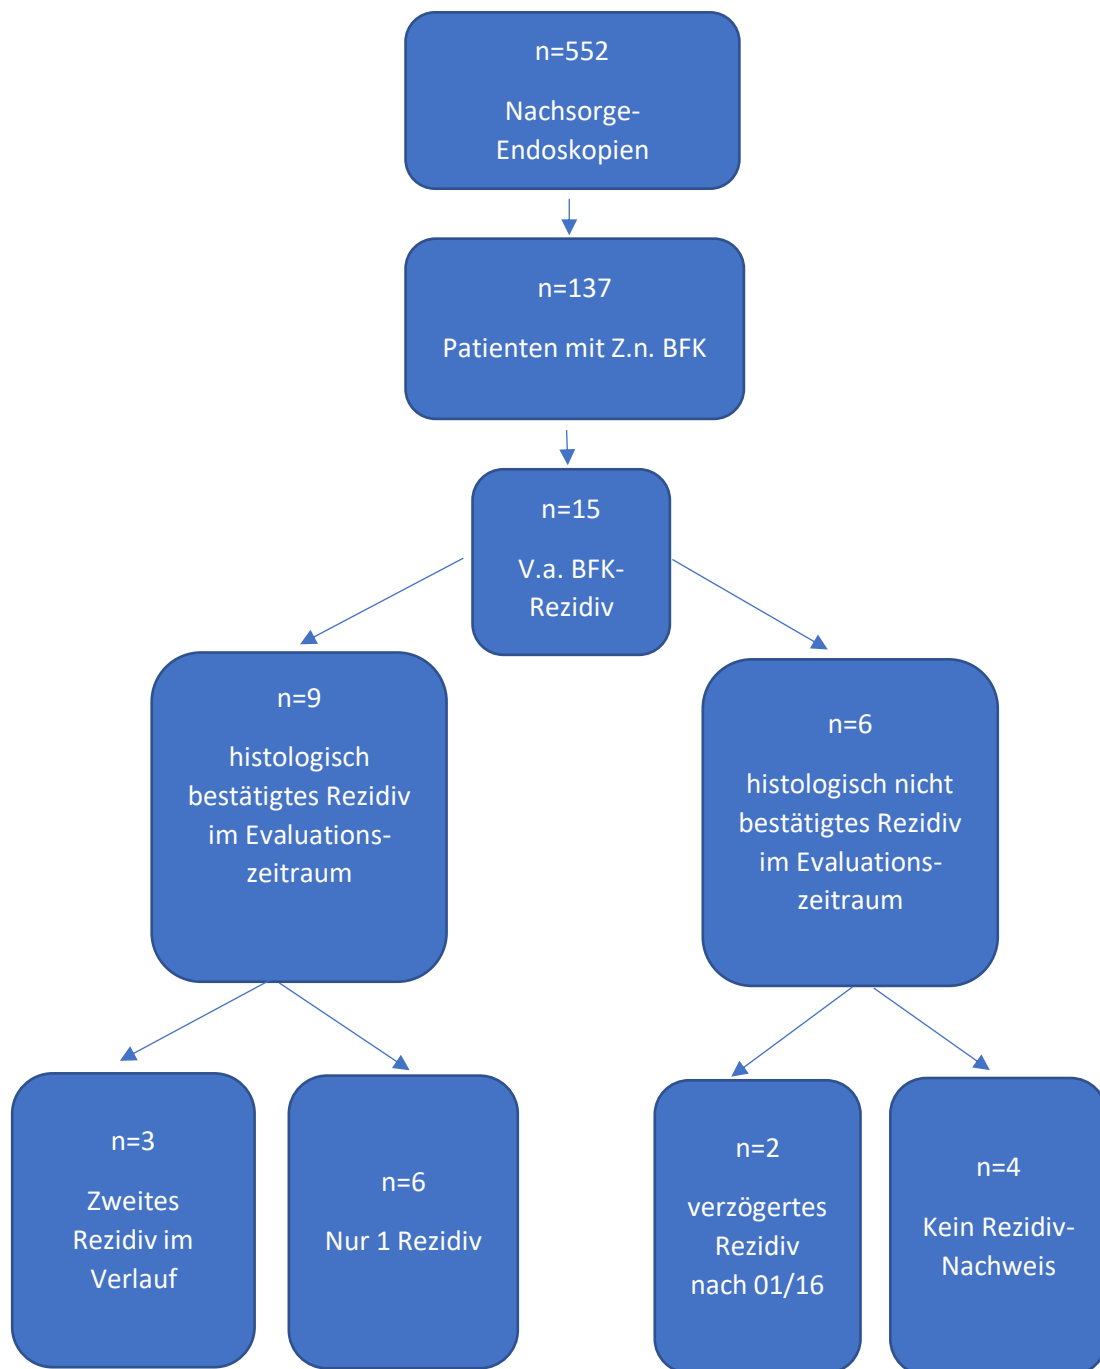 n=552
Nachsorge-
Endoskopien
n=137
Patienten mit Z.n. BFK
n=15
V.a. BFK-
Rezidiv
n=9
histologisch
bestätigtes Rezidiv
im Evaluations-
zeitraum
n=6
histologisch nicht
bestätigtes Rezidiv
im Evaluations-
zeitraum
n=3
Zweites
Rezidiv im
Verlauf
n=6
Nur 1 Rezidiv
n=2
verzögertes
Rezidiv
nach 01/16
n=4
Kein Rezidiv-
Nachweis